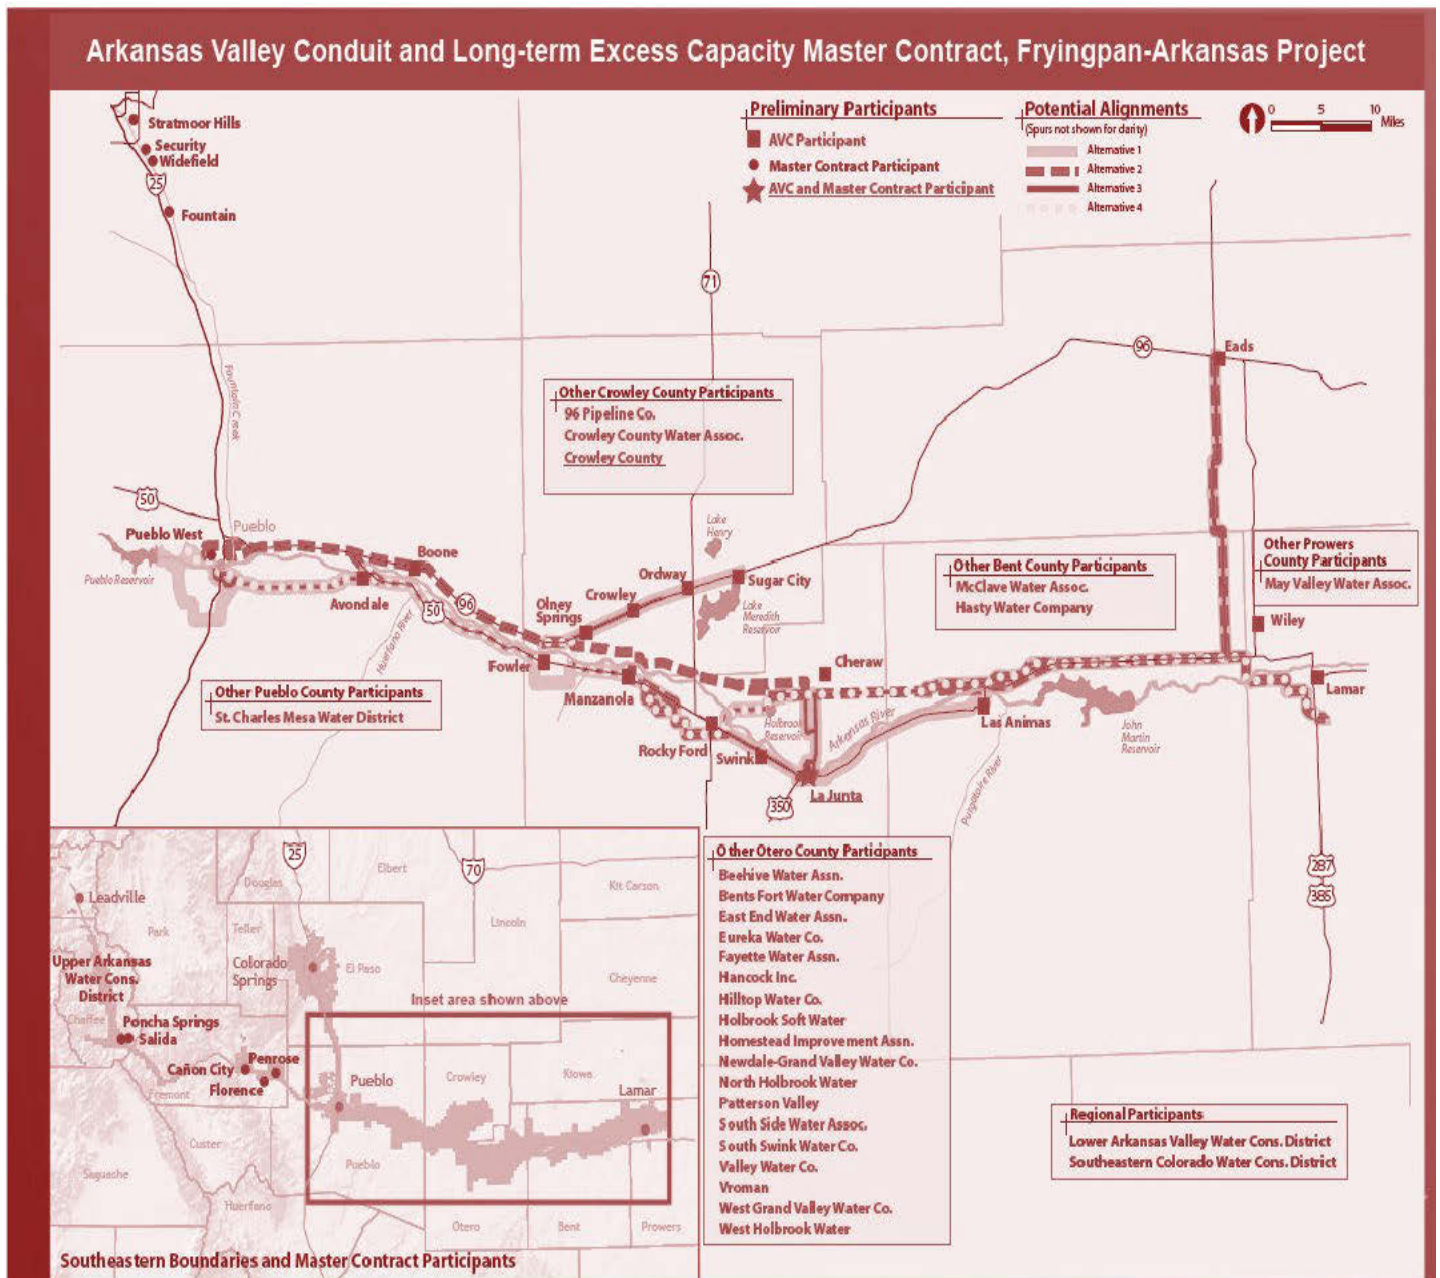 Arkansas Valley Conduit and Long-term Excess Capacity Master Contract, Fryingpan-Arkansas Project
Preliminary Participants
AVC Participant
Master Contract Participant
AVC and Master Contract Participant
Potential Alignments
(Spurs not shown for clarity)
Alternative 1
Alternative 2
Alternative 3
Alternative 4
0 5 10
Miles
Stratmoor Hills
Security
Widefield
25
Fountain
71
96
Eads
Fountain Creek
Other Crowley County Participants
96 Pipeline Co.
Crowley County Water Assoc.
Crowley County
50
Pueblo West
Pueblo
Pueblo Reservoir
Boone
Avondale
50
96
Huerfano River
Olney
Springs
Crowley
Ordway
Sugar City
Lake
Henry
Lake
Meredith
Reservoir
Other Bent County Participants
McClave Water Assoc.
Hasty Water Company
Other Prowers
County Participants
May Valley Water Assoc.
Wiley
Lamar
Fowler
Manzanola
Rocky Ford
Swink
Cheraw
Holbrook
Reservoir
Arkansas River
La Junta
350
Las Animas
John
Martin
Reservoir
Purgatoire River
Other Pueblo County Participants
St. Charles Mesa Water District
287
385
Other Otero County Participants
Beehive Water Assn.
Bents Fort Water Company
East End Water Assn.
Eureka Water Co.
Fayette Water Assn.
Hancock Inc.
Hilltop Water Co.
Holbrook Soft Water
Homestead Improvement Assn.
Newdale-Grand Valley Water Co.
North Holbrook Water
Patterson Valley
South Side Water Assoc.
South Swink Water Co.
Valley Water Co.
Vroman
West Grand Valley Water Co.
West Holbrook Water
Regional Participants
Lower Arkansas Valley Water Cons. District
Southeastern Colorado Water Cons. District
25
70
Leadville
Douglas
Elbert
Kit Carson
Park
Teller
Lincoln
Upper Arkansas
Water Cons.
District
Colorado
Springs
El Paso
Cheyenne
Inset area shown above
Chaffee
Poncha Springs
Salida
Cañon City
Penrose
Florence
Fremont
Pueblo
Crowley
Kiowa
Lamar
Custer
Saguache
Pueblo
Huerfano
Otero
Bent
Prowers
Southeastern Boundaries and Master Contract Participants